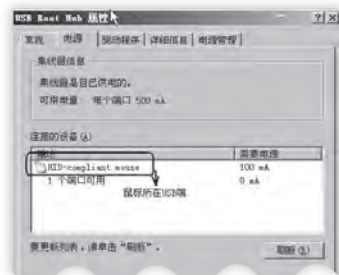 USB Root Hub 属性
常规 电源 驱动程序 详细信息 电源管理
集线器信息
集线器是自己供电的。
可用电量: 每个端口 500 mA
连接的设备(A)
描述 需要电源
HID-compliant mouse 100 mA
1 个端口可用 0 mA
鼠标所在USB端
要更新列表，请单击“刷新”。 刷新(L)